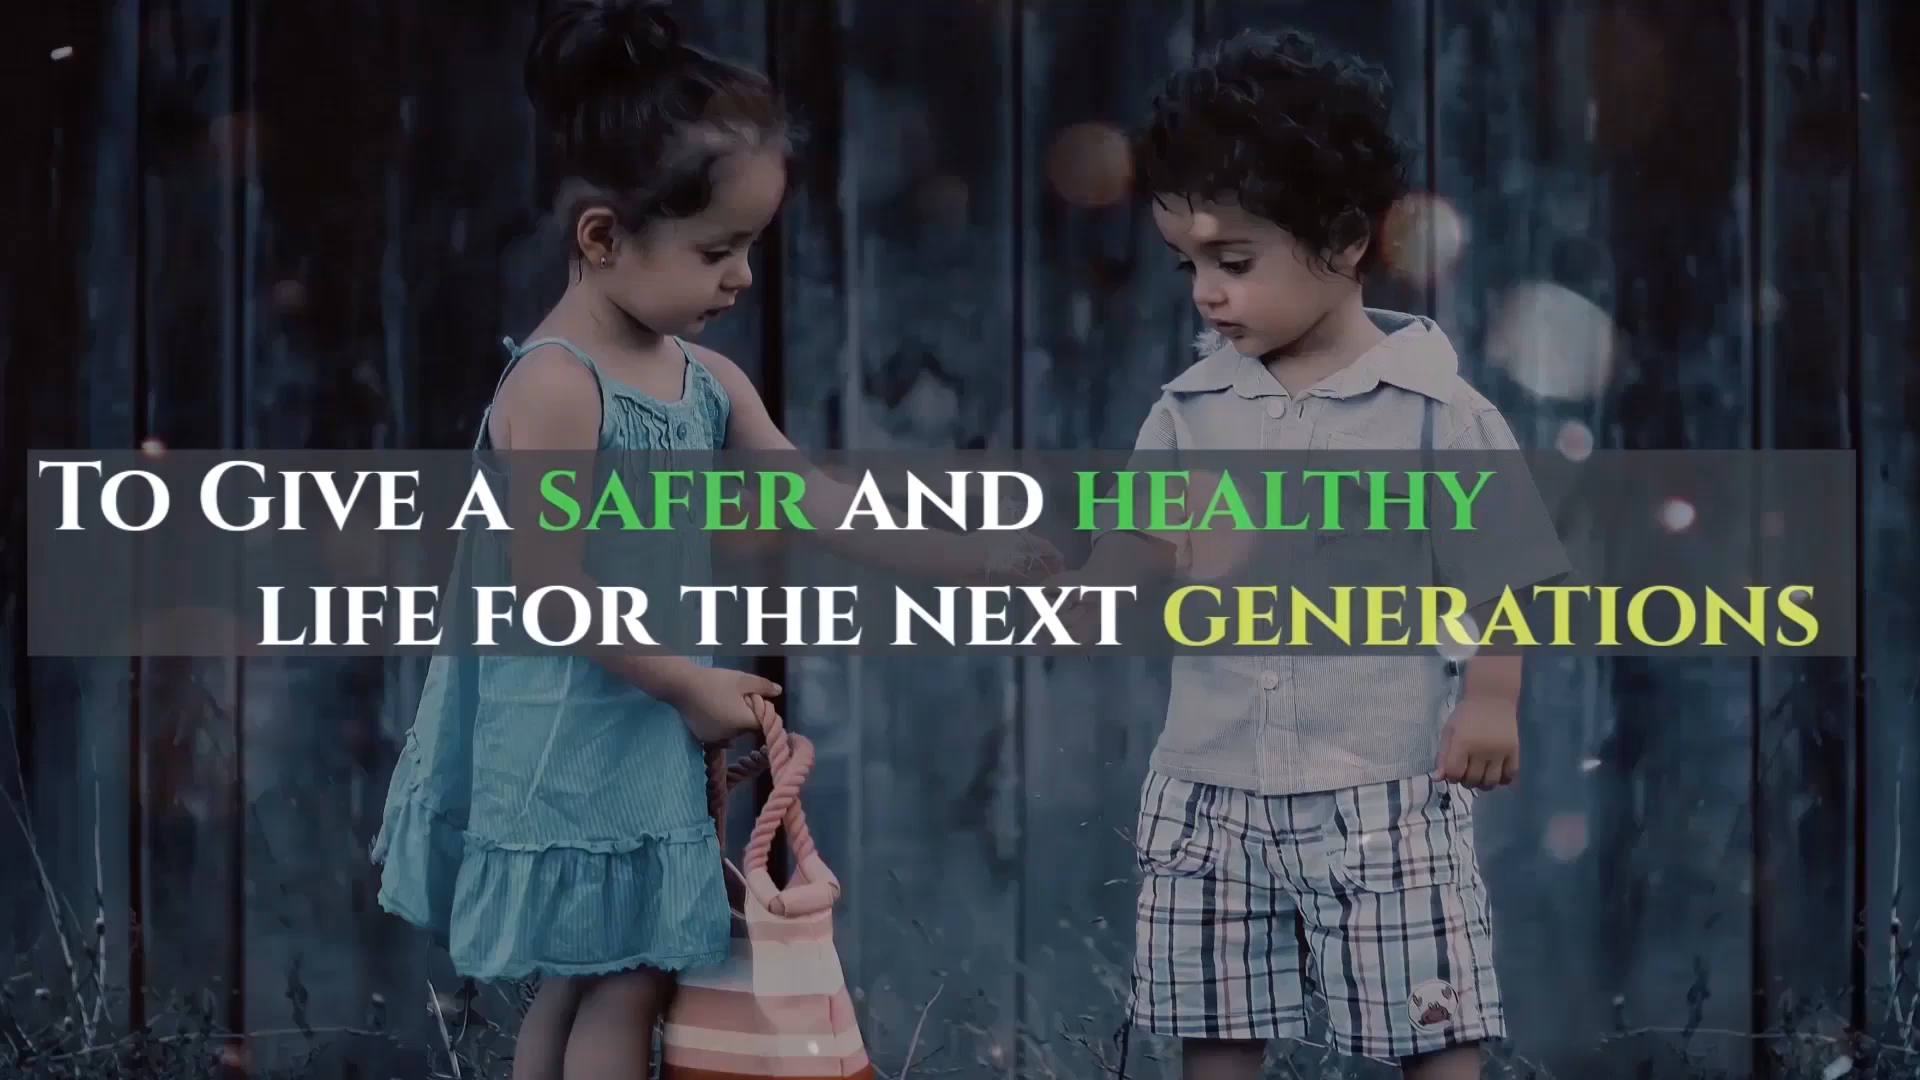 To Give a safer and healthy
life for the next generations